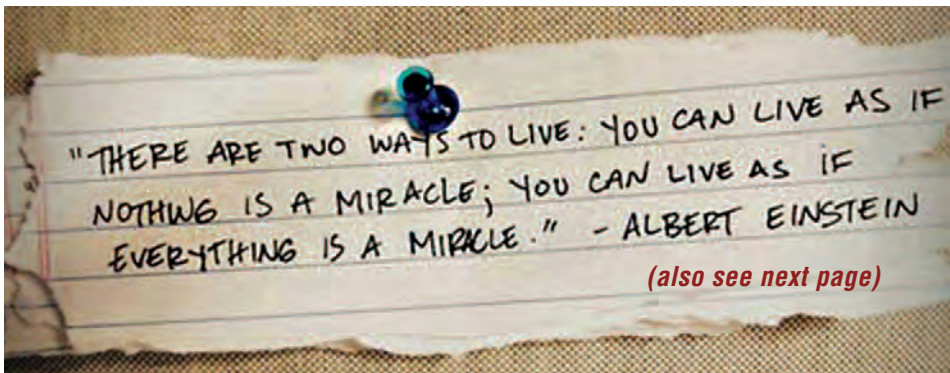 "THERE ARE TWO WAYS TO LIVE: YOU CAN LIVE AS IF
NOTHING IS A MIRACLE; YOU CAN LIVE AS IF
EVERYTHING IS A MIRACLE." - ALBERT EINSTEIN
(also see next page)